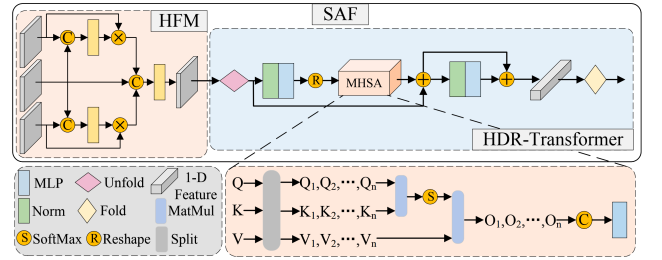 HFM
SAF
C
×
C
C
×
R
MHSA
+
+
HDR-Transformer
MLP
Unfold
1-D
Feature
Norm
Fold
MatMul
S SoftMax
R Reshape
Split
Q
Q₁,Q₂,···,Qₙ
S
K
K₁,K₂,···,Kₙ
O₁,O₂,···,Oₙ
C
V
V₁,V₂,···,Vₙ